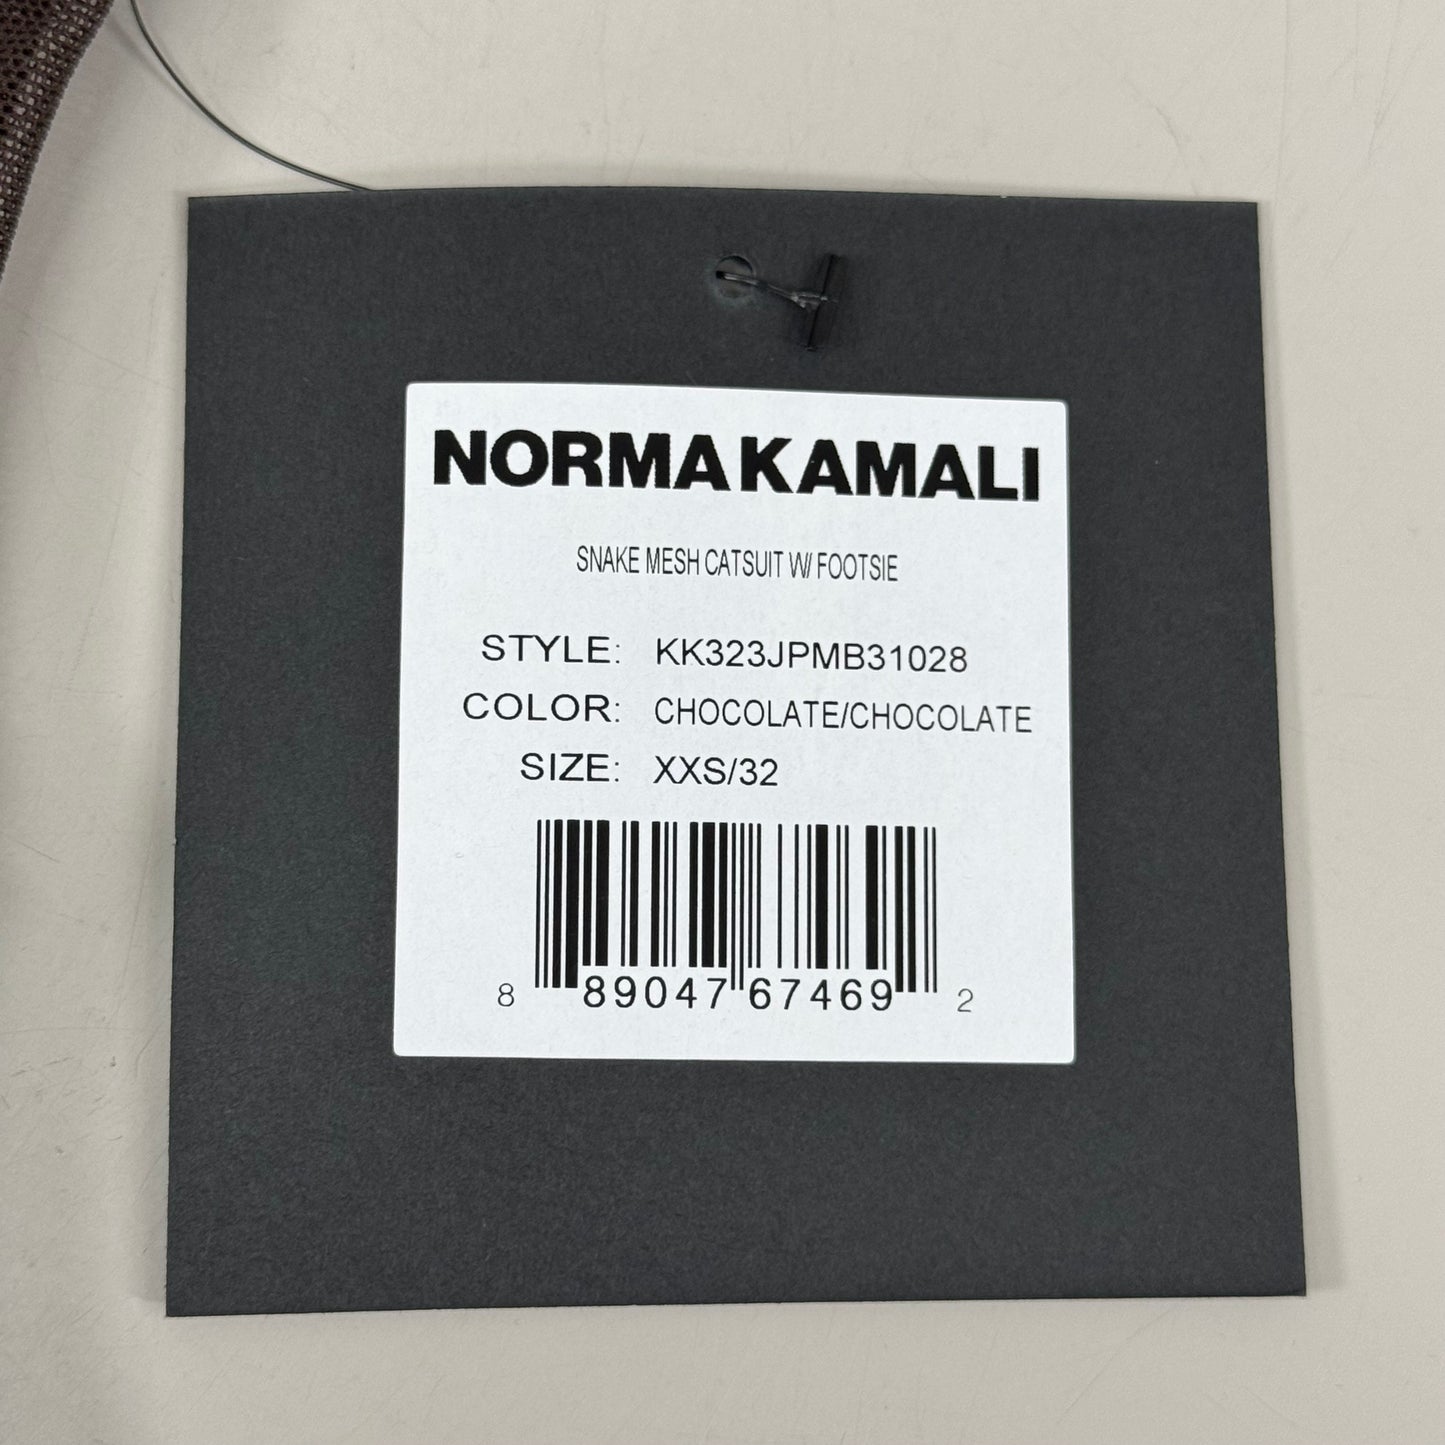 NORMA KAMALI
SNAKE MESH CATSUIT W/ FOOTSIE
STYLE: KK323JPMB31028
COLOR: CHOCOLATE/CHOCOLATE
SIZE: XXS/32
8 89047 67469 2